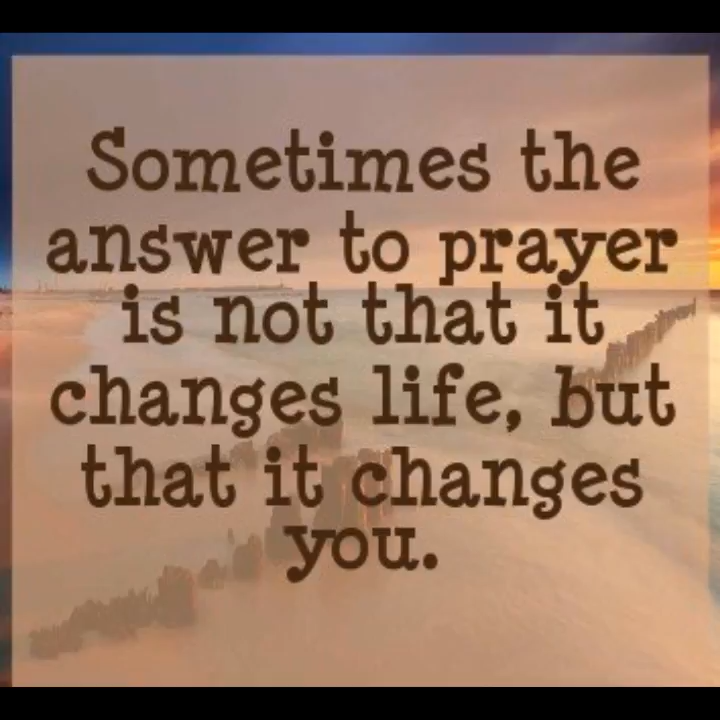 Sometimes the
answer to prayer
is not that it
changes life, but
that it changes
you.